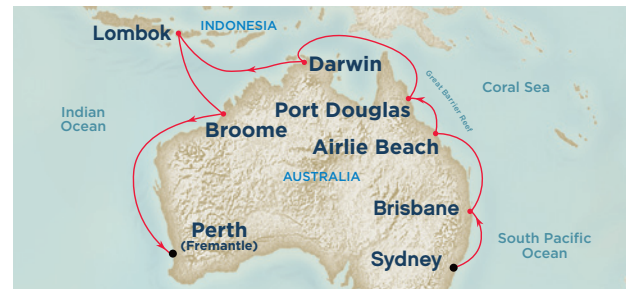 INDONESIA
Lombok
Darwin
Coral Sea
Great Barrier Reef
Port Douglas
Indian
Ocean
Broome
Airlie Beach
AUSTRALIA
Brisbane
Perth
(Fremantle)
South Pacific
Ocean
Sydney